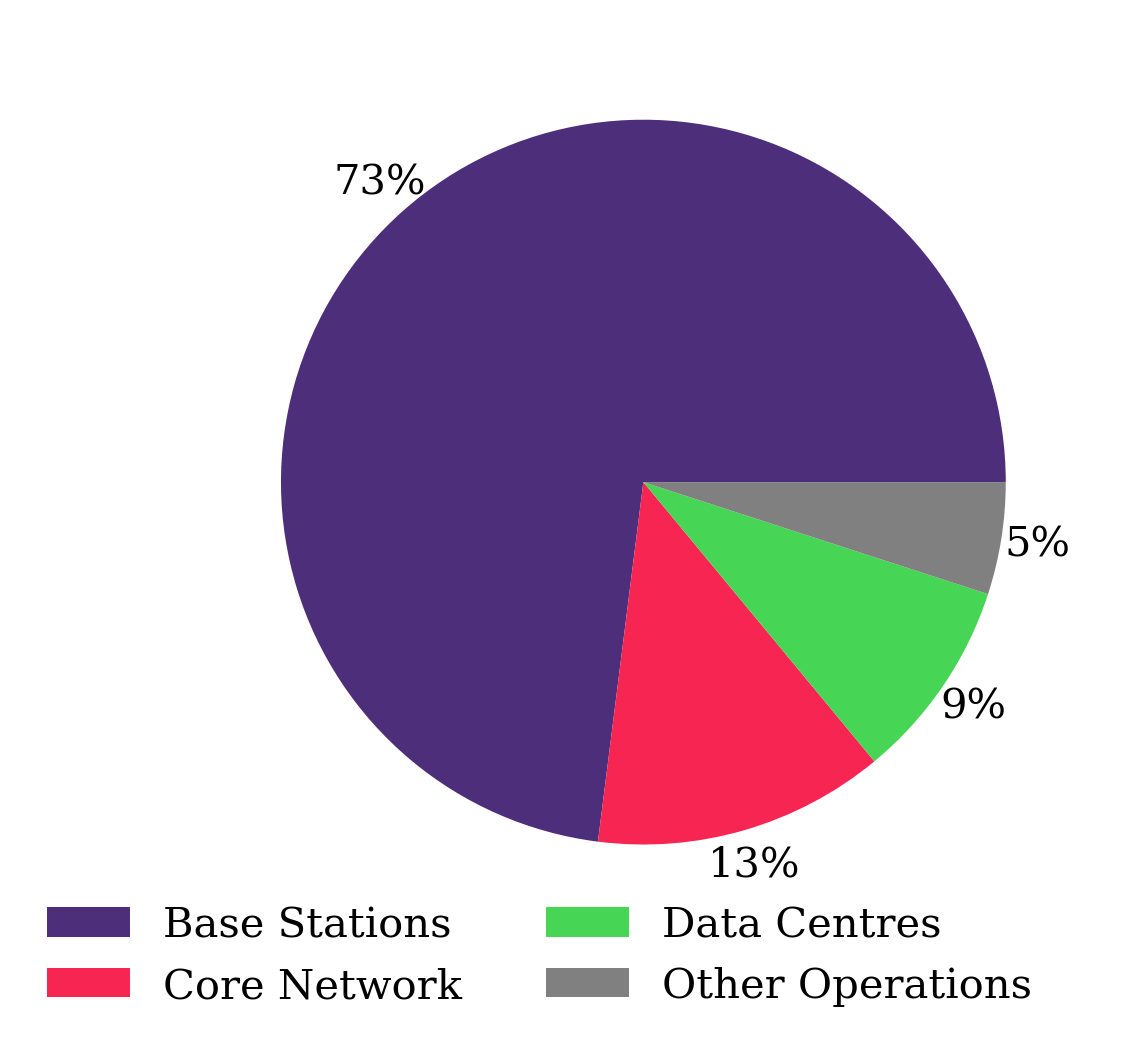 73%
5%
9%
13%
Base Stations
Core Network
Data Centres
Other Operations